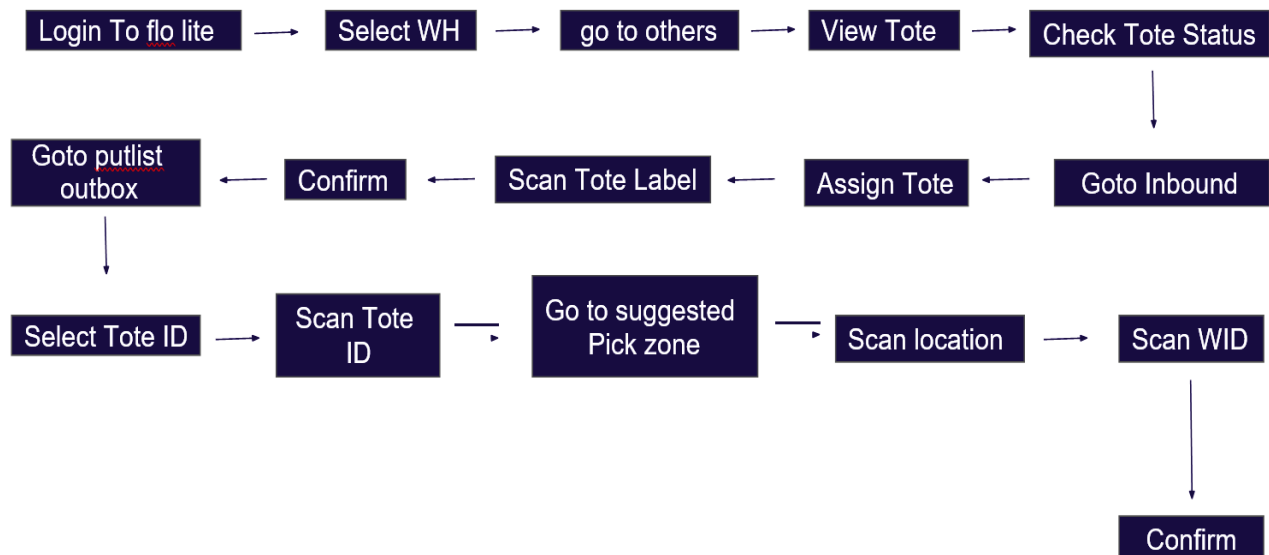 Login To flo lite
Select WH
go to others
View Tote
Check Tote Status
Goto Inbound
Assign Tote
Scan Tote Label
Confirm
Goto putlist
outbox
Select Tote ID
Scan Tote
ID
Go to suggested
Pick zone
Scan location
Scan WID
Confirm